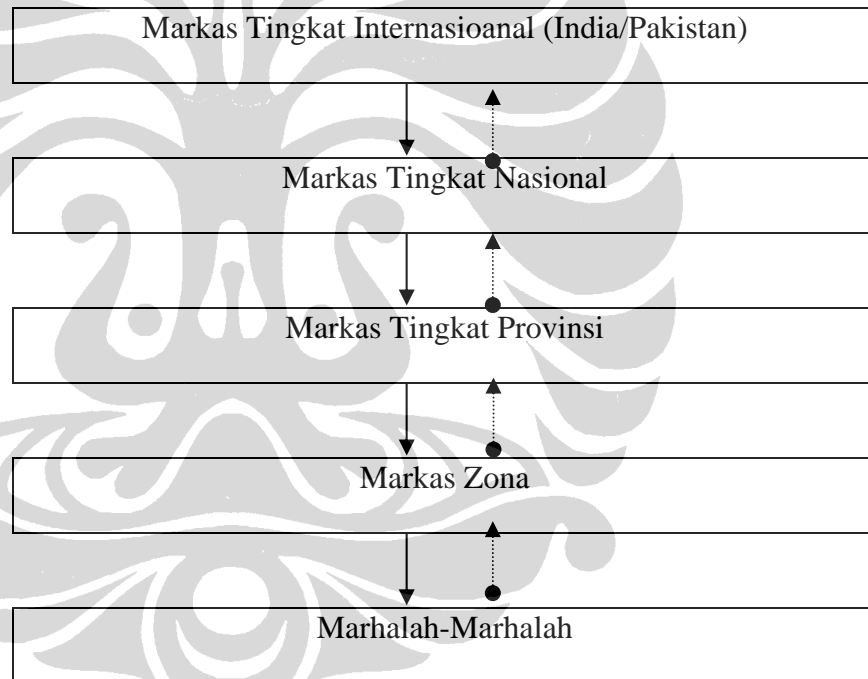 Markas Tingkat Internasioanal (India/Pakistan)
Markas Tingkat Nasional
Markas Tingkat Provinsi
Markas Zona
Marhalah-Marhalah